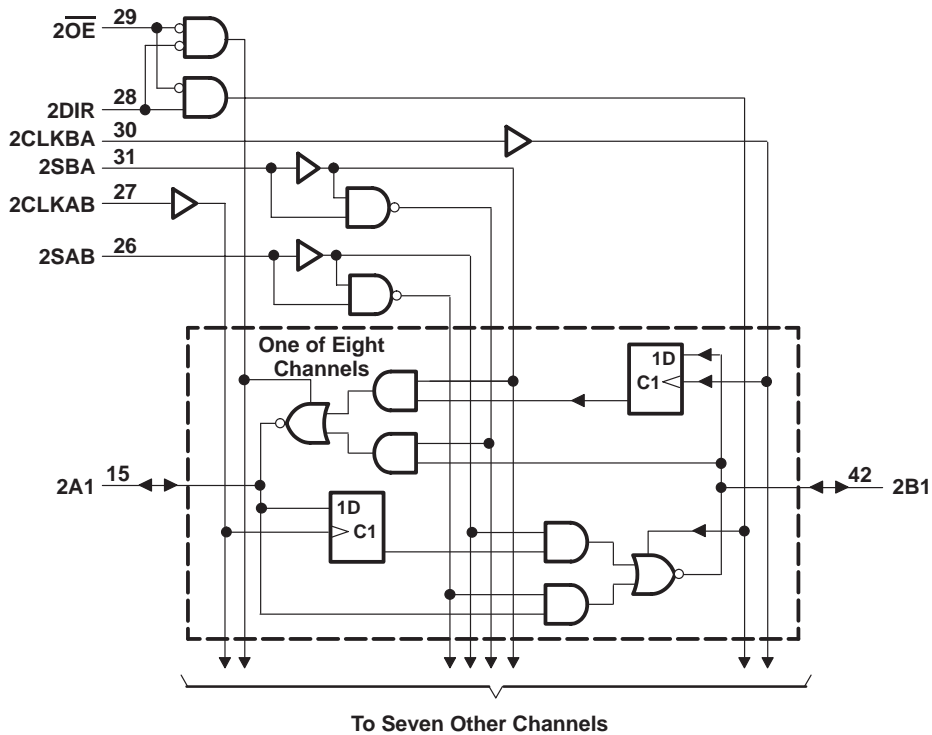 2O̅E̅ 29
2DIR 28
2CLKBA 30
2SBA 31
2CLKAB 27
2SAB 26
One of Eight
Channels
1D
C1
2A1 15
42 2B1
1D
C1
To Seven Other Channels